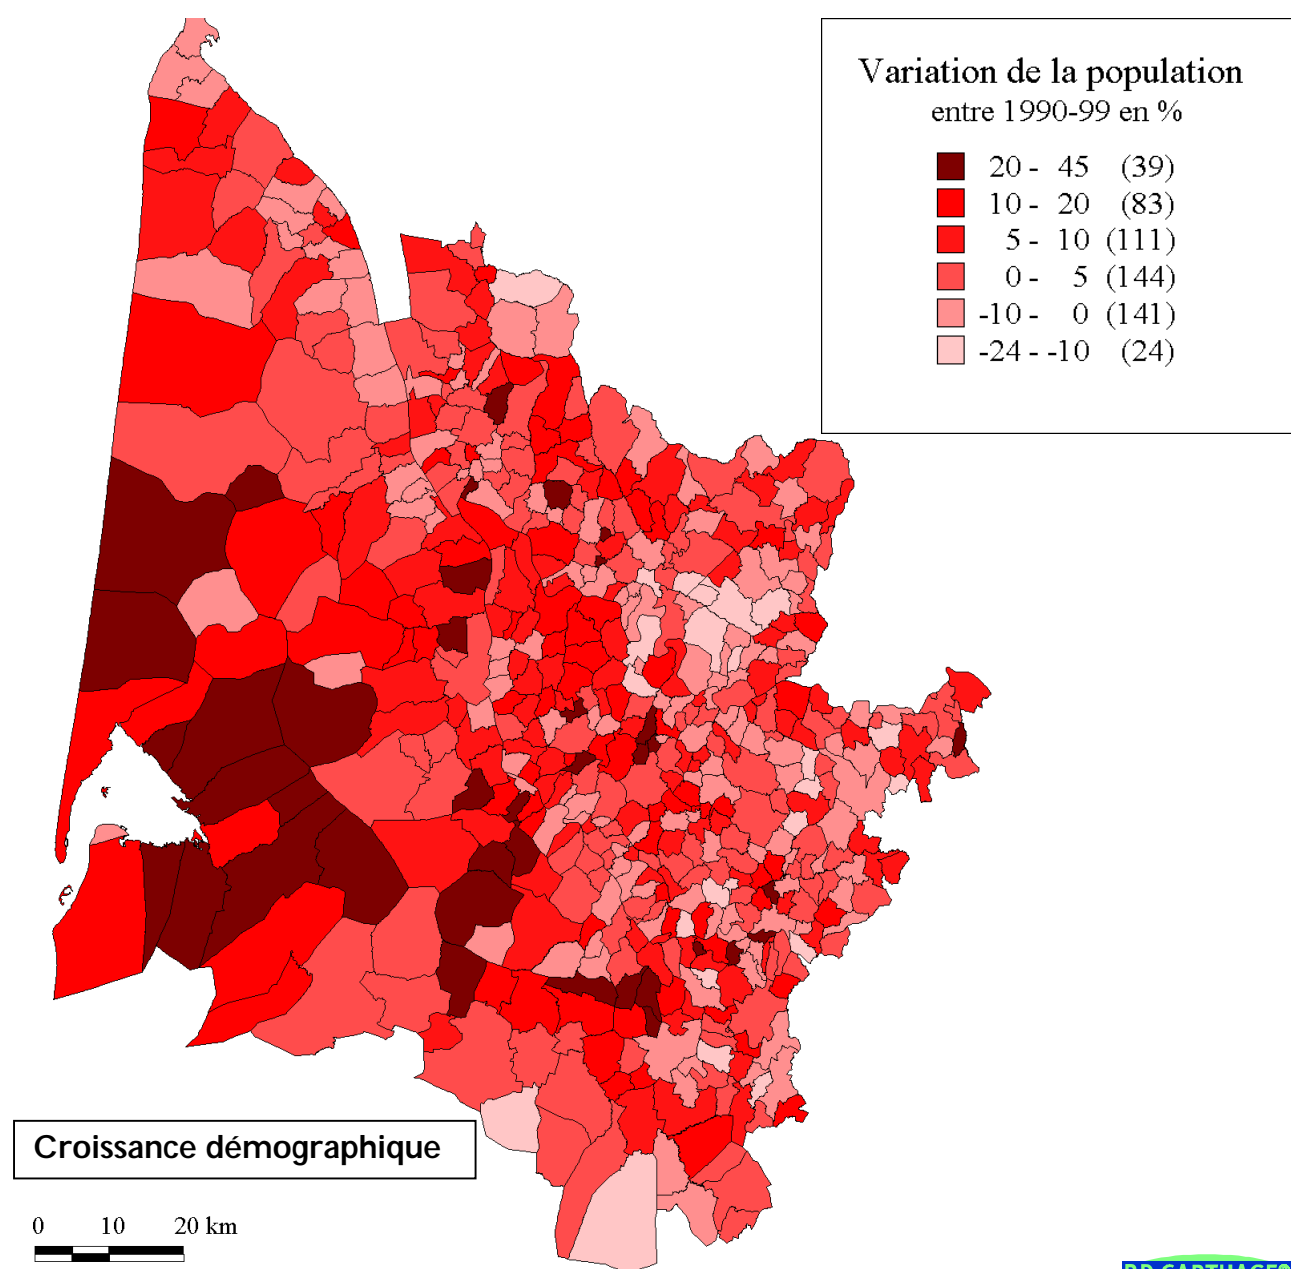 Variation de la population
entre 1990-99 en %
20 - 45 (39)
10 - 20 (83)
5 - 10 (111)
0 - 5 (144)
-10 - 0 (141)
-24 - -10 (24)
Croissance démographique
0 10 20 km